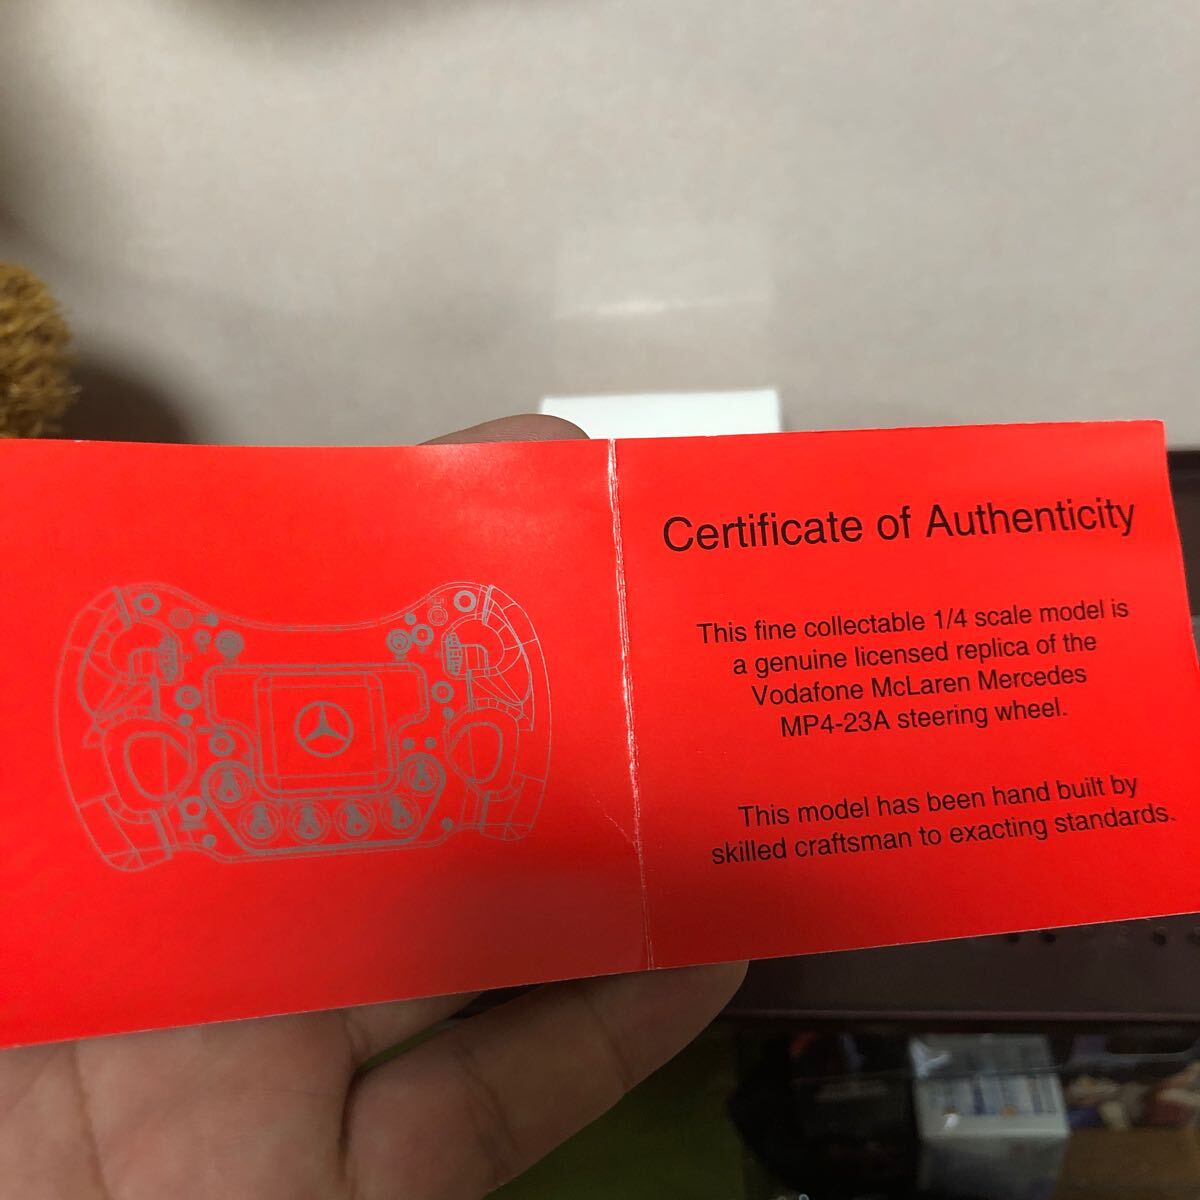 Certificate of Authenticity
This fine collectable 1/4 scale model is
a genuine licensed replica of the
Vodafone McLaren Mercedes
MP4-23A steering wheel.
This model has been hand built by
skilled craftsman to exacting standards.